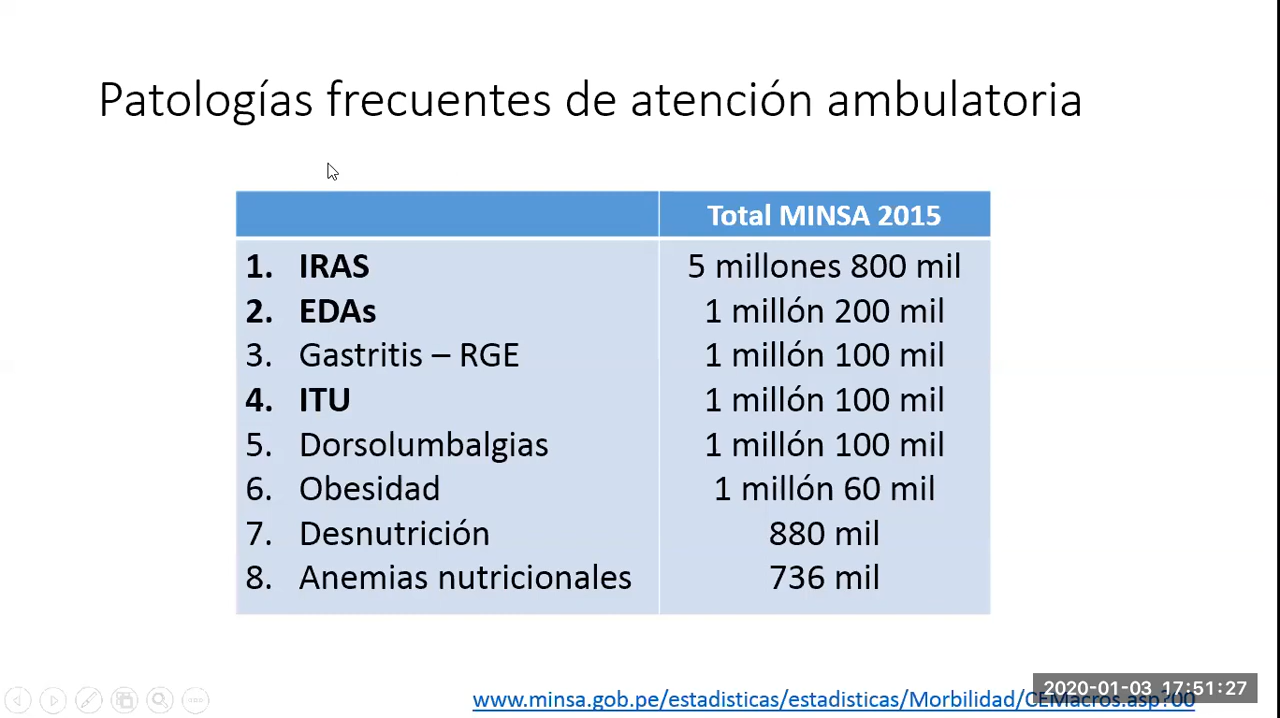 Patologías frecuentes de atención ambulatoria
Total MINSA 2015
1. IRAS 5 millones 800 mil
2. EDAs 1 millón 200 mil
3. Gastritis – RGE 1 millón 100 mil
4. ITU 1 millón 100 mil
5. Dorsolumbalgias 1 millón 100 mil
6. Obesidad 1 millón 60 mil
7. Desnutrición 880 mil
8. Anemias nutricionales 736 mil
www.minsa.gob.pe/estadisticas/estadisticas/Morbilidad/CEMacros.asp?00
2020-01-03 17:51:27